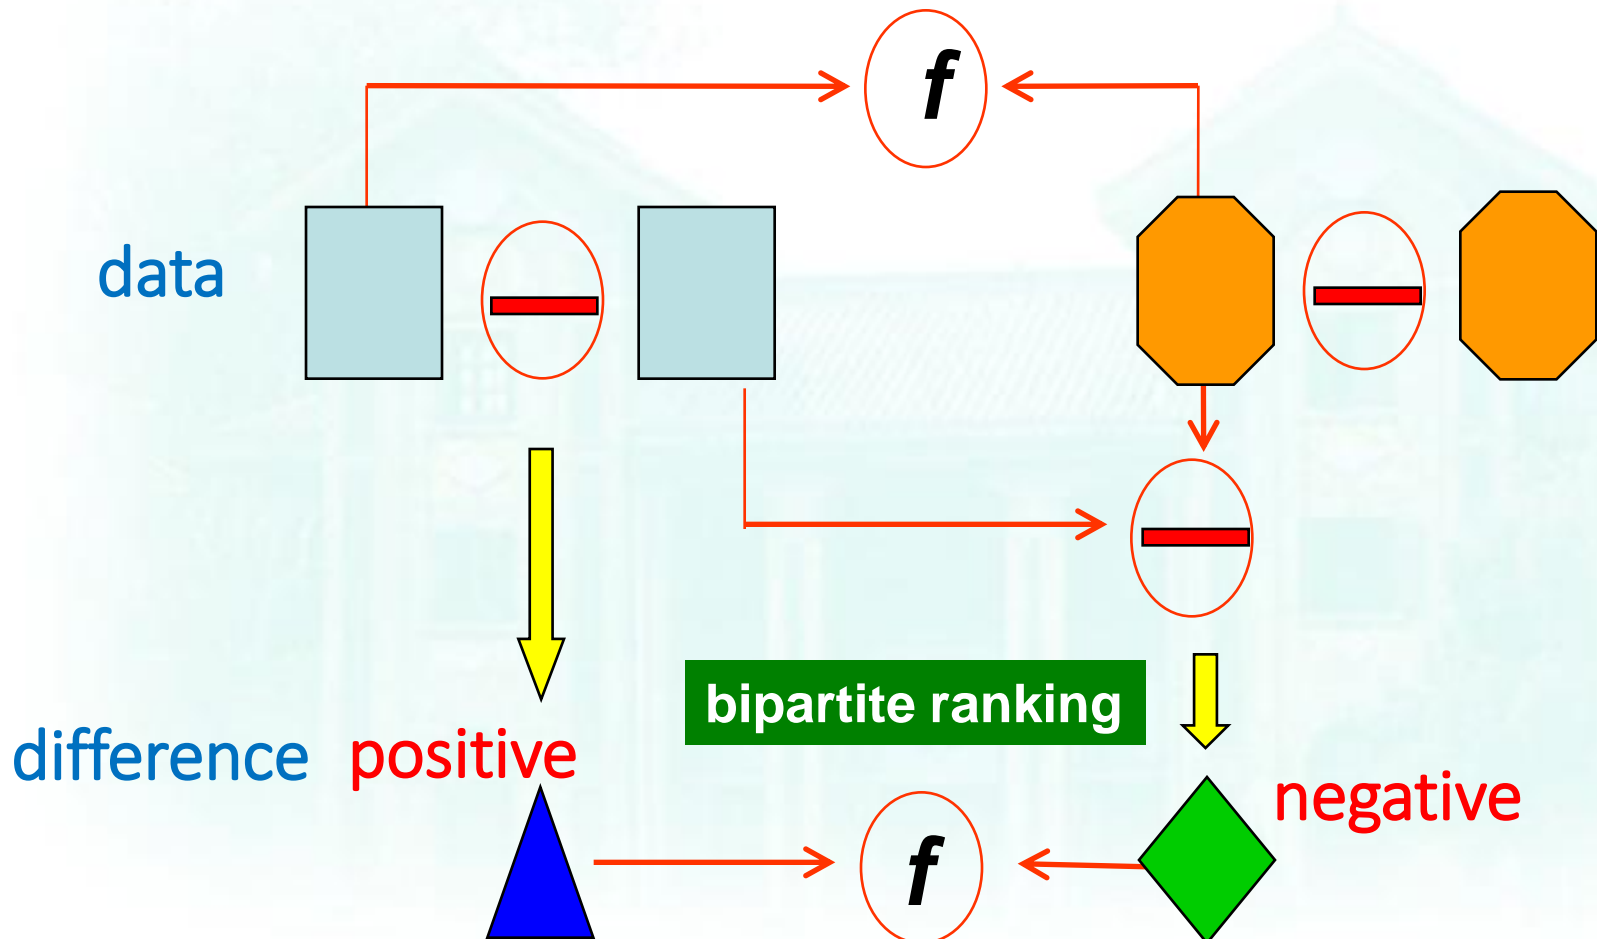 f
data
bipartite ranking
difference positive
negative
f